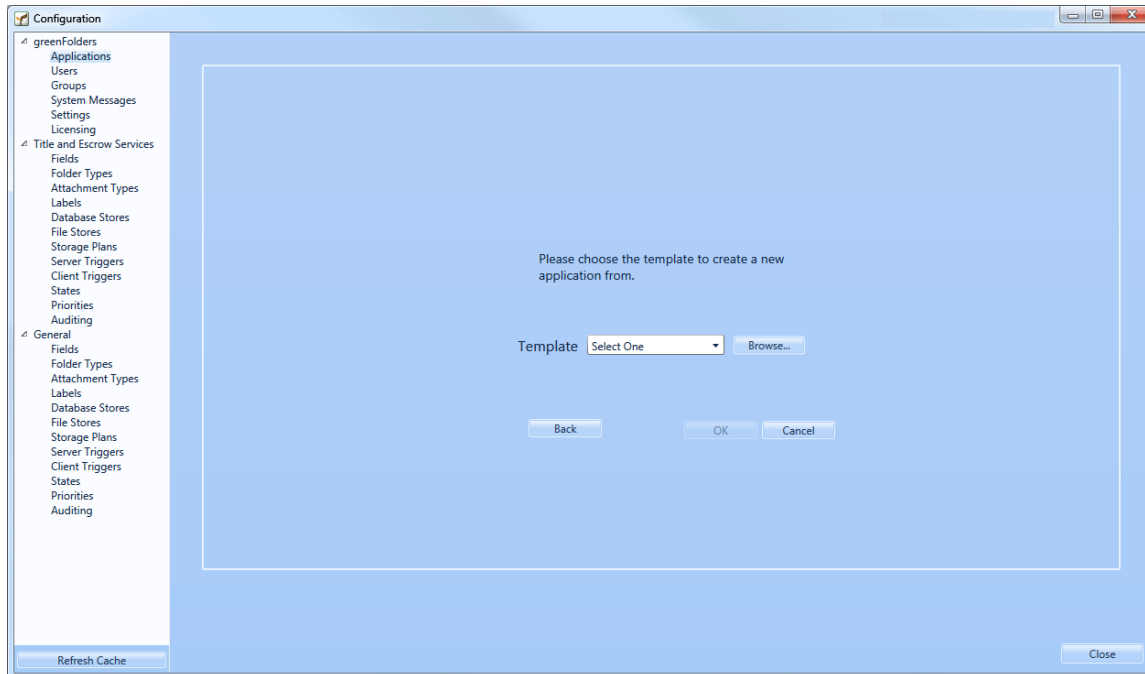 Configuration
greenFolders
Applications
Users
Groups
System Messages
Settings
Licensing
Title and Escrow Services
Fields
Folder Types
Attachment Types
Labels
Database Stores
File Stores
Storage Plans
Server Triggers
Client Triggers
States
Priorities
Auditing
General
Fields
Folder Types
Attachment Types
Labels
Database Stores
File Stores
Storage Plans
Server Triggers
Client Triggers
States
Priorities
Auditing
Refresh Cache
Please choose the template to create a new
application from.
Template Select One Browse...
Back OK Cancel
Close